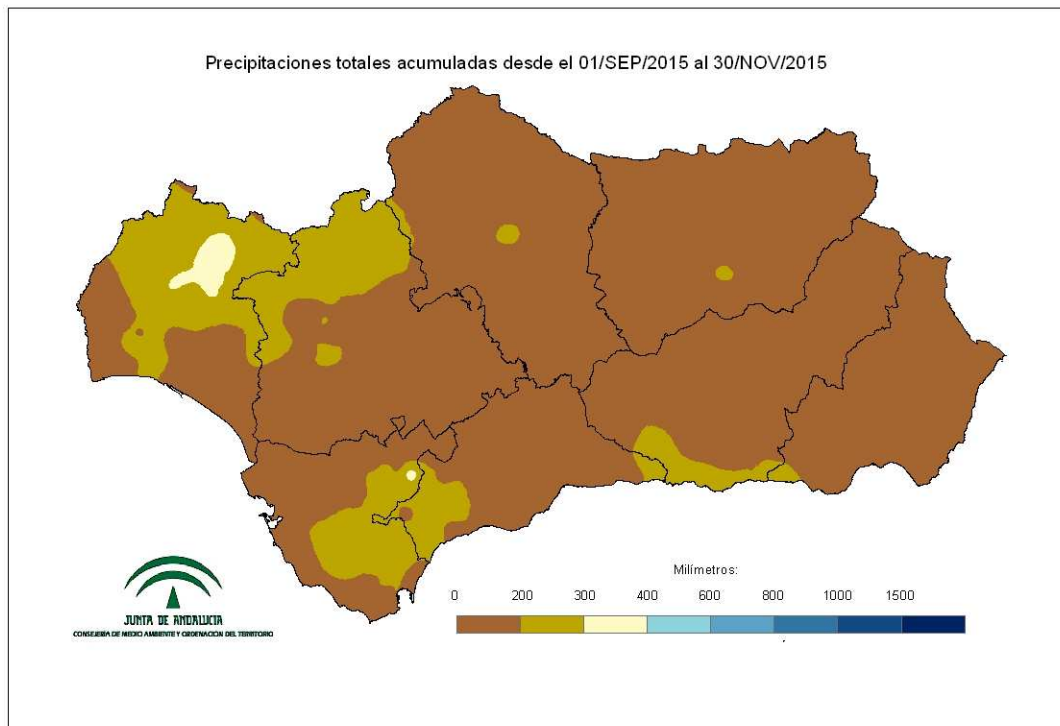 Precipitaciones totales acumuladas desde el 01/SEP/2015 al 30/NOV/2015
Milímetros:
0 200 300 400 600 800 1000 1500
JUNTA DE ANDALUCIA
CONSEJERIA DE MEDIO AMBIENTE Y ORDENACION DEL TERRITORIO